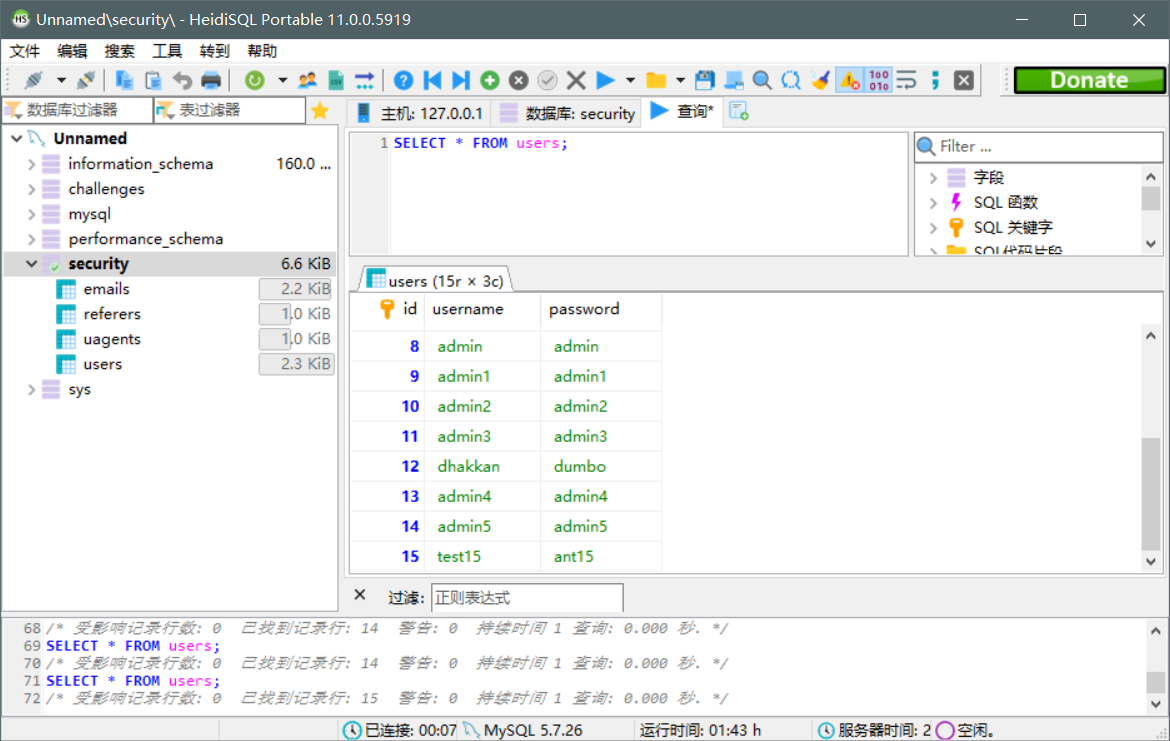 Unnamed\security\ - HeidiSQL Portable 11.0.0.5919
文件 编辑 搜索 工具 转到 帮助
Donate
数据库过滤器 表过滤器 主机: 127.0.0.1 数据库: security 查询*
Unnamed
information_schema 160.0 ...
challenges
mysql
performance_schema
security 6.6 KiB
emails 2.2 KiB
referers 1.0 KiB
uagents 1.0 KiB
users 2.3 KiB
sys
1 SELECT * FROM users;
Filter ...
字段
SQL 函数
SQL 关键字
SQL代码片段
users (15r × 3c)
id username password
8 admin admin
9 admin1 admin1
10 admin2 admin2
11 admin3 admin3
12 dhakkan dumbo
13 admin4 admin4
14 admin5 admin5
15 test15 ant15
过滤: 正则表达式
68 /* 受影响记录行数: 0 已找到记录行: 14 警告: 0 持续时间 1 查询: 0.000 秒. */
69 SELECT * FROM users;
70 /* 受影响记录行数: 0 已找到记录行: 14 警告: 0 持续时间 1 查询: 0.000 秒. */
71 SELECT * FROM users;
72 /* 受影响记录行数: 0 已找到记录行: 15 警告: 0 持续时间 1 查询: 0.000 秒. */
已连接: 00:07 MySQL 5.7.26 运行时间: 01:43 h 服务器时间: 2 空闲。